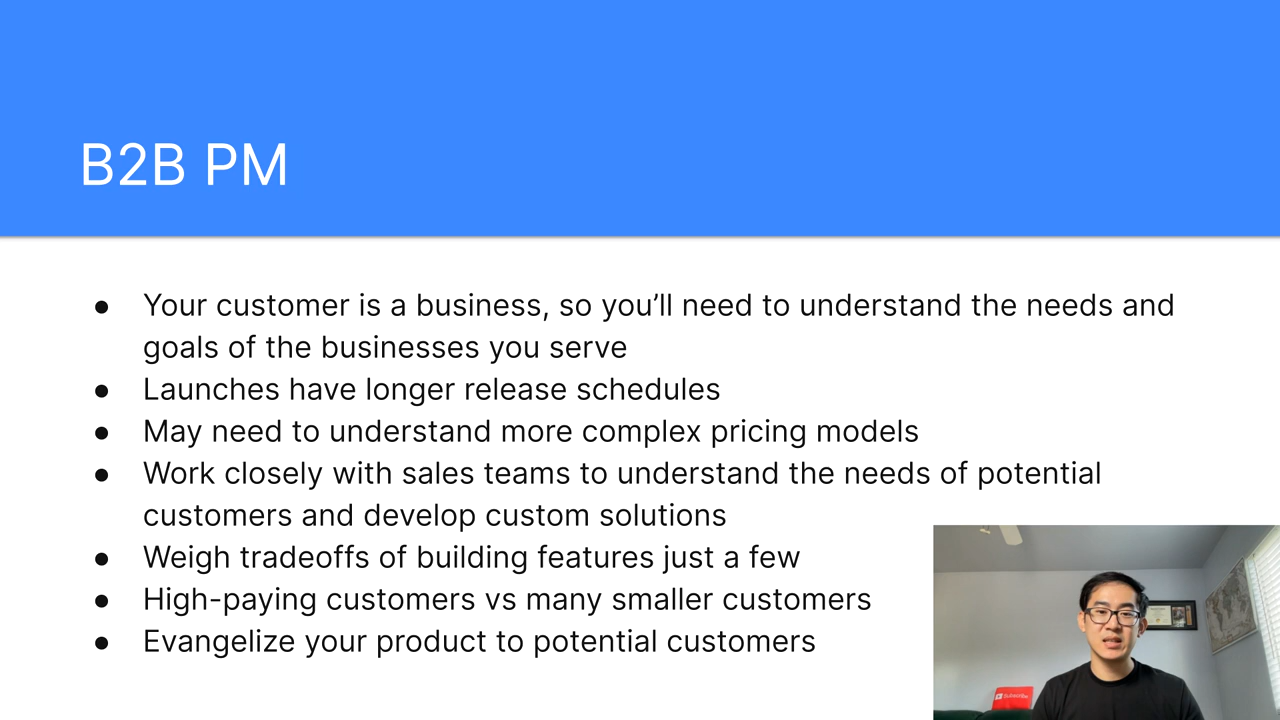 B2B PM
● Your customer is a business, so you’ll need to understand the needs and
goals of the businesses you serve
● Launches have longer release schedules
● May need to understand more complex pricing models
● Work closely with sales teams to understand the needs of potential
customers and develop custom solutions
● Weigh tradeoffs of building features just a few
● High-paying customers vs many smaller customers
● Evangelize your product to potential customers
Subscribe